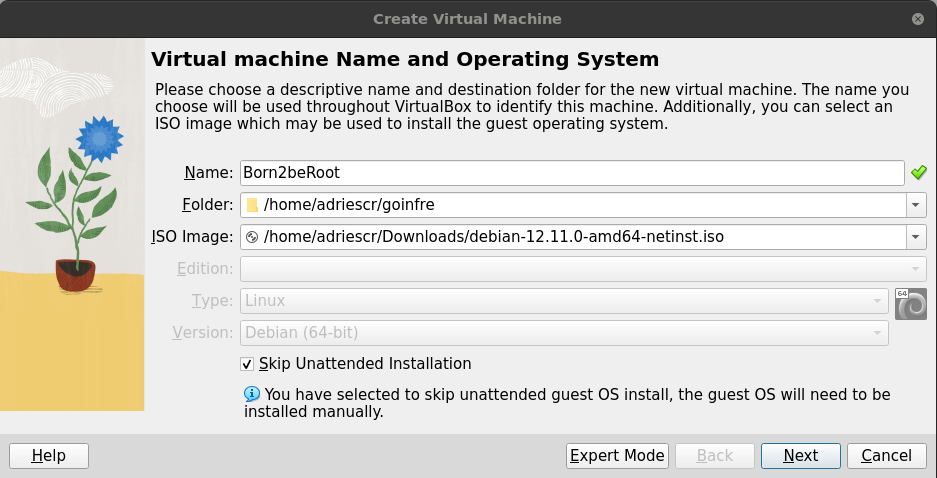 Create Virtual Machine
Virtual machine Name and Operating System
Please choose a descriptive name and destination folder for the new virtual machine. The name you
choose will be used throughout VirtualBox to identify this machine. Additionally, you can select an
ISO image which may be used to install the guest operating system.
Name: Born2beRoot
Folder: /home/adriescr/goinfre
ISO Image: /home/adriescr/Downloads/debian-12.11.0-amd64-netinst.iso
Edition:
Type: Linux
64
Version: Debian (64-bit)
Skip Unattended Installation
You have selected to skip unattended guest OS install, the guest OS will need to be
installed manually.
Help Expert Mode Back Next Cancel